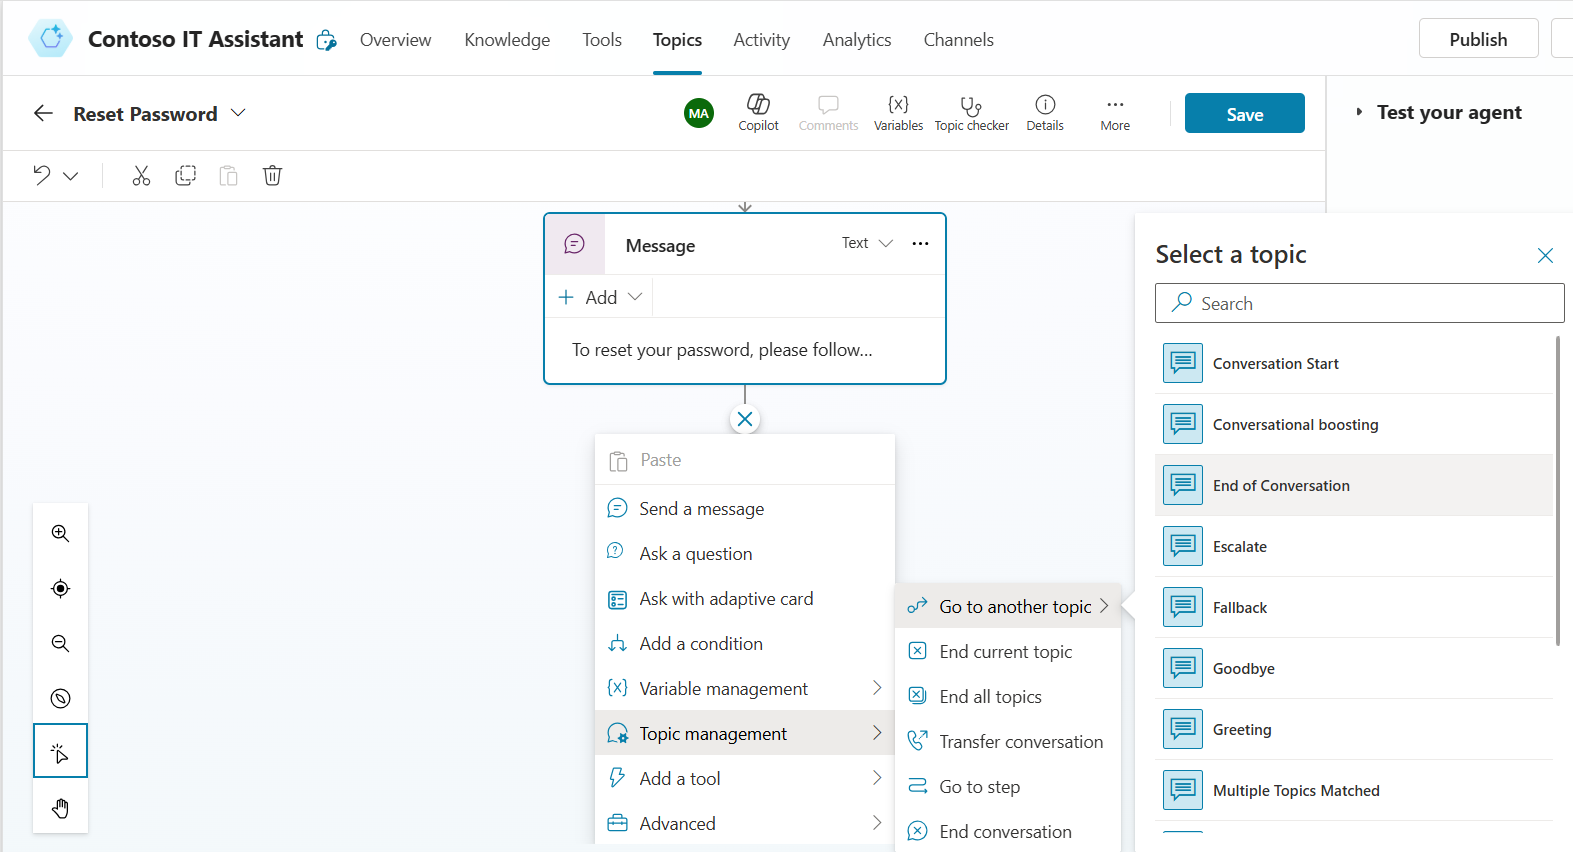 Contoso IT Assistant
Overview
Knowledge
Tools
Topics
Activity
Analytics
Channels
Publish
Reset Password
MA
Copilot
Comments
Variables
Topic checker
Details
More
Save
Test your agent
Message
Text
Add
To reset your password, please follow...
Paste
Send a message
Ask a question
Ask with adaptive card
Add a condition
Variable management
Topic management
Add a tool
Advanced
Go to another topic
End current topic
End all topics
Transfer conversation
Go to step
End conversation
Select a topic
Search
Conversation Start
Conversational boosting
End of Conversation
Escalate
Fallback
Goodbye
Greeting
Multiple Topics Matched